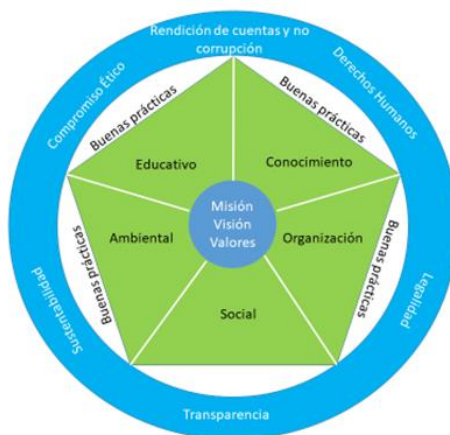 Rendición de cuentas y no
corrupción
Compromiso Ético
Derechos Humanos
Buenas prácticas
Buenas prácticas
Educativo
Conocimiento
Misión
Visión
Valores
Ambiental
Organización
Buenas prácticas
Buenas prácticas
Social
Sustentabilidad
Legalidad
Transparencia